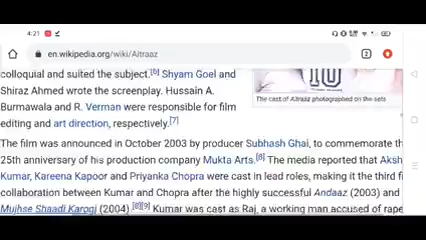 4:21
en.wikipedia.org/wiki/Aitraaz
2
colloquial and suited the subject.[6] Shyam Goel and
Shiraz Ahmed wrote the screenplay. Hussain A.
Burmawala and R. Verman were responsible for film
editing and art direction, respectively.[7]
10
The cast of Aitraaz photographed on the sets
The film was announced in October 2003 by producer Subhash Ghai, to commemorate th
25th anniversary of his production company Mukta Arts.[8] The media reported that Aksh
Kumar, Kareena Kapoor and Priyanka Chopra were cast in lead roles, making it the third fi
collaboration between Kumar and Chopra after the highly successful Andaaz (2003) and
Mujhse Shaadi Karogi (2004).[8][9] Kumar was cast as Raj, a working man accused of rape